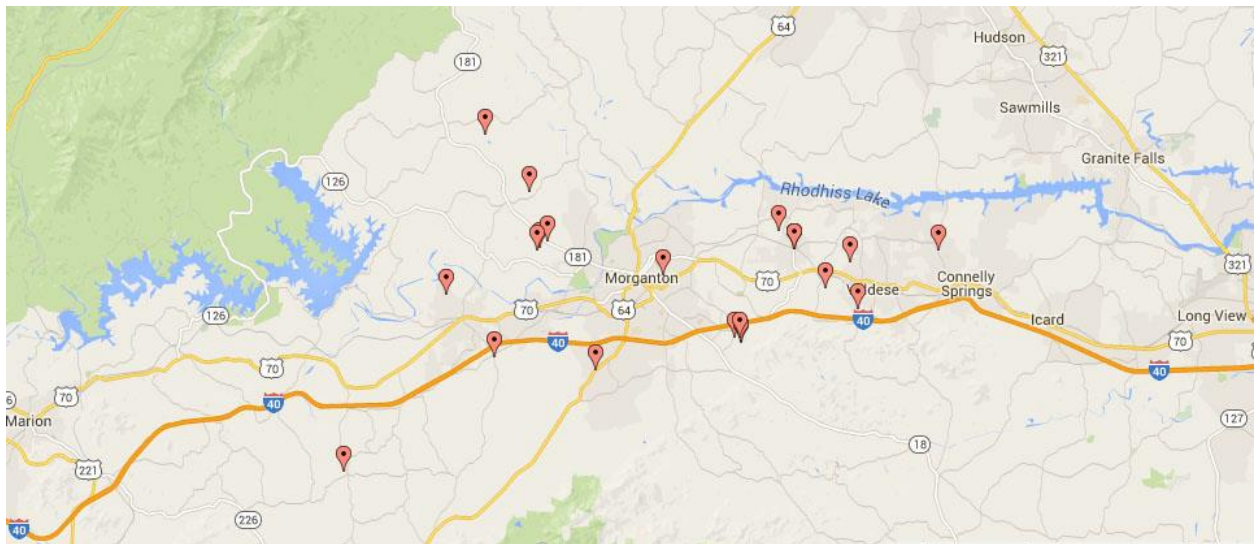 64
Hudson
321
181
Sawmills
Granite Falls
126
126
Rhodhiss Lake
181
Morganton
70
Valdese
Connelly
Springs
321
70
64
126
40
Icard
Long View
40
70
70
70
40
40
Marion
18
127
221
226
40